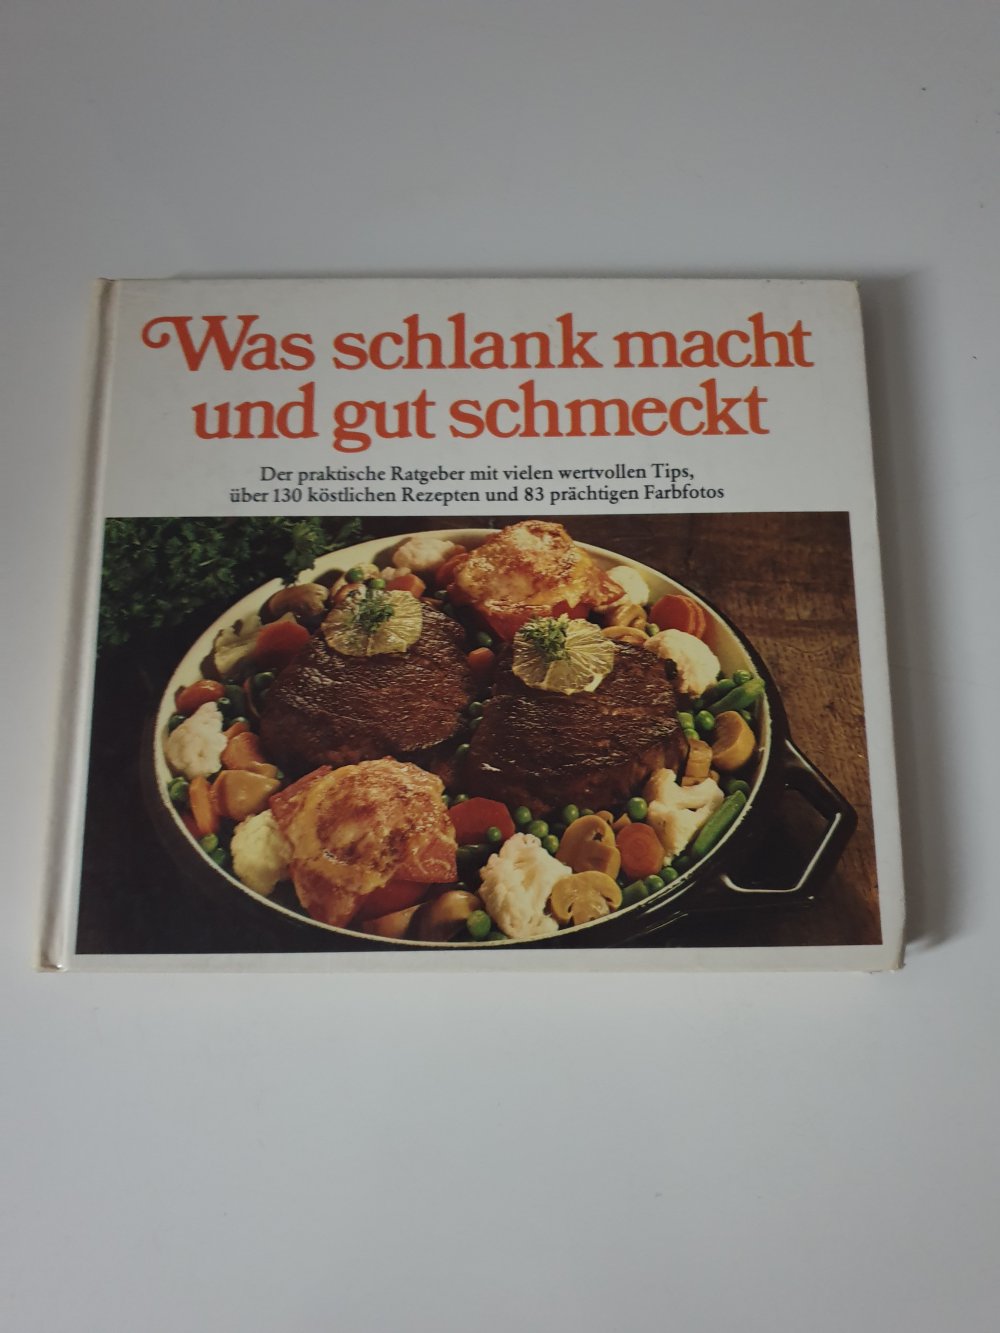 Was schlank macht
und gut schmeckt
Der praktische Ratgeber mit vielen wertvollen Tips,
über 130 köstlichen Rezepten und 83 prächtigen Farbfotos